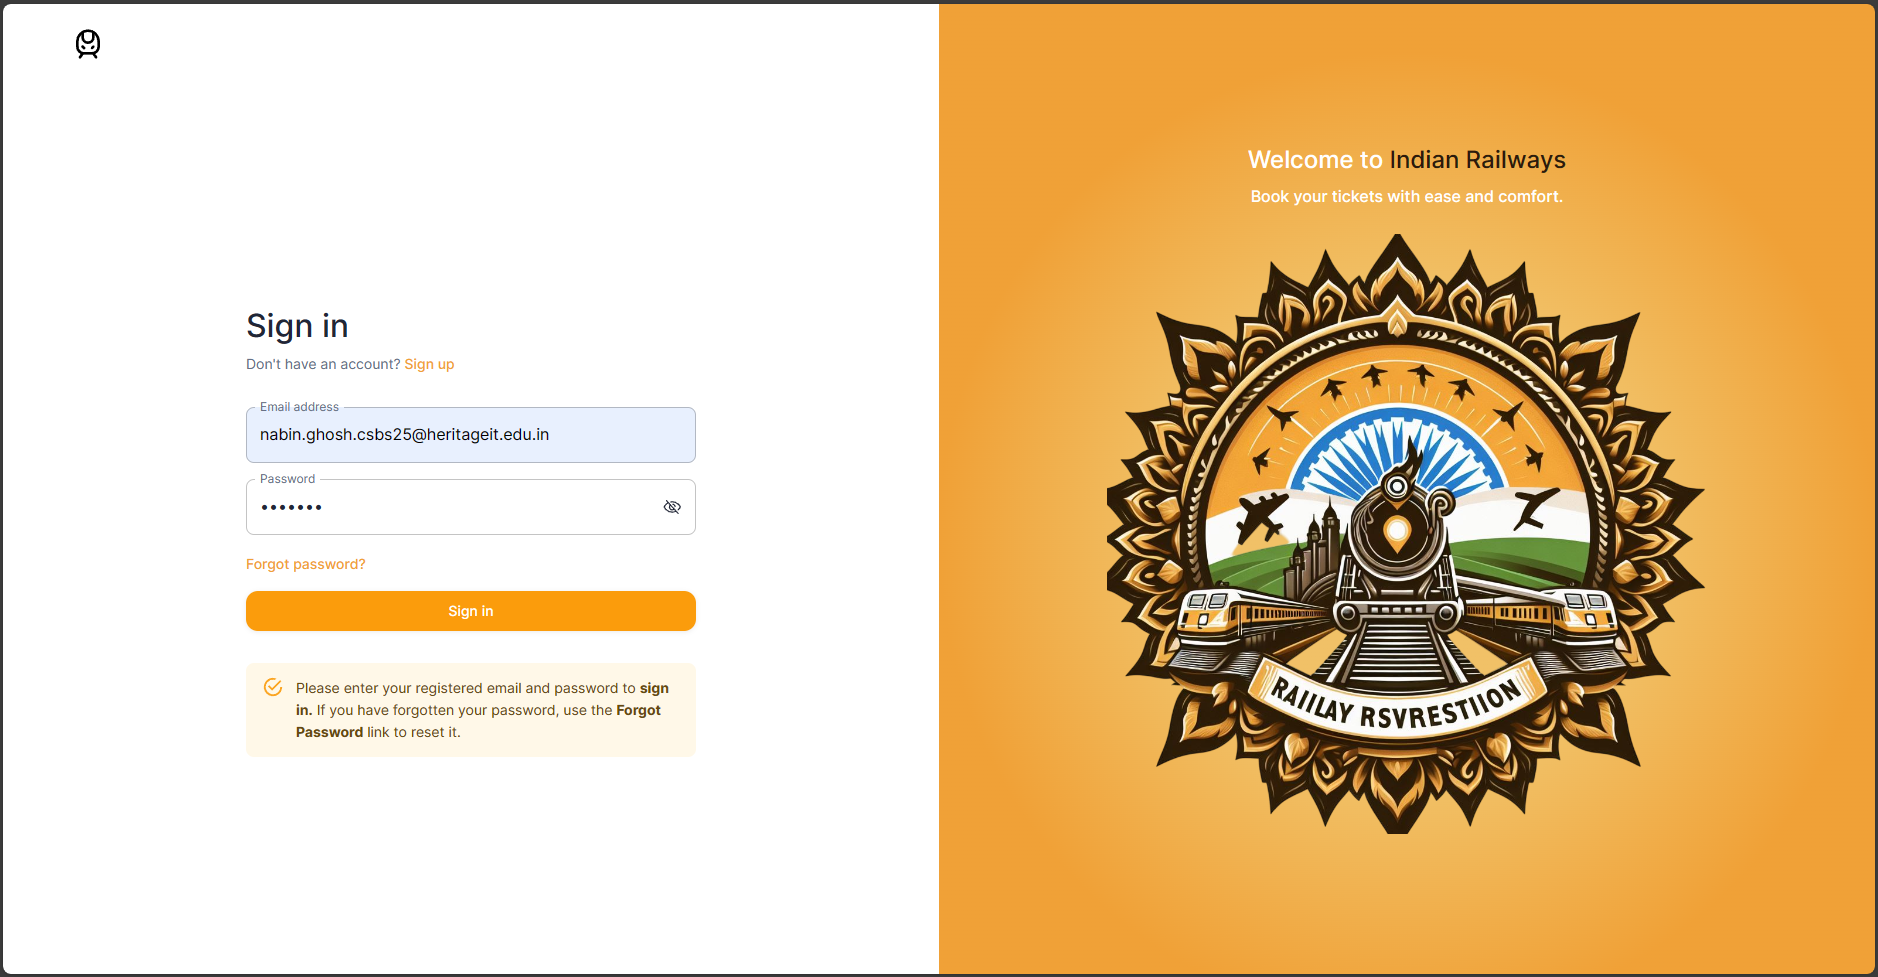 Sign in
Don't have an account? Sign up
Email address
nabin.ghosh.csbs25@heritageit.edu.in
Password
•••••••
Forgot password?
Sign in
Please enter your registered email and password to sign
in. If you have forgotten your password, use the Forgot
Password link to reset it.
Welcome to Indian Railways
Book your tickets with ease and comfort.
RAIILAY RSVRESTIION